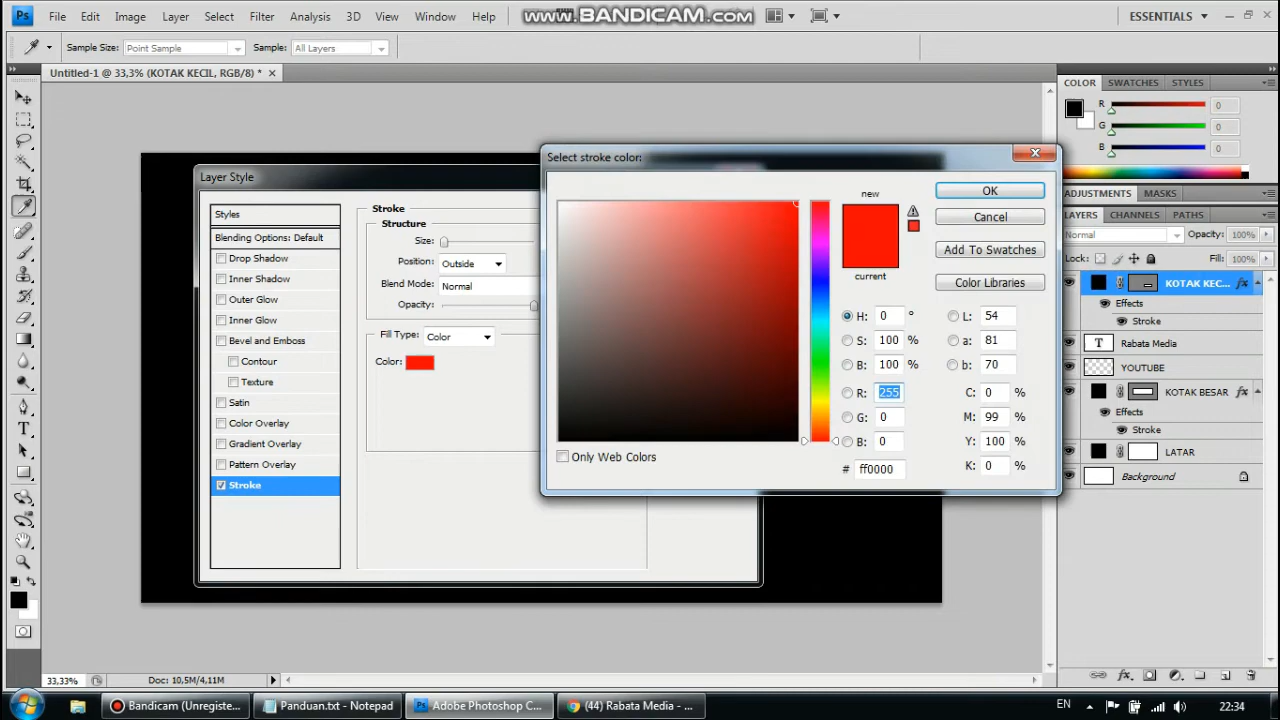 Ps File Edit Image Layer Select Filter Analysis 3D View Window Help www.BANDICAM.com ESSENTIALS
Sample Size: Point Sample Sample: All Layers
Untitled-1 @ 33,3% (KOTAK KECIL, RGB/8) *
Layer Style
Styles
Blending Options: Default
Drop Shadow
Inner Shadow
Outer Glow
Inner Glow
Bevel and Emboss
Contour
Texture
Satin
Color Overlay
Gradient Overlay
Pattern Overlay
Stroke
Stroke
Structure
Size:
Position: Outside
Blend Mode: Normal
Opacity:
Fill Type: Color
Color:
Select stroke color:
new
current
OK
Cancel
Add To Swatches
Color Libraries
H: 0 °
S: 100 %
B: 100 %
R: 255
G: 0
B: 0
# ff0000
L: 54
a: 81
b: 70
C: 0 %
M: 99 %
Y: 100 %
K: 0 %
Only Web Colors
COLOR SWATCHES STYLES
R 0
G 0
B 0
ADJUSTMENTS MASKS
LAYERS CHANNELS PATHS
Normal Opacity: 100%
Lock: Fill: 100%
KOTAK KEC... fx
Effects
Stroke
T Rabata Media
YOUTUBE
KOTAK BESAR fx
Effects
Stroke
LATAR
Background
33,33% Doc: 10,5M/4,11M
fx.
Bandicam (Unregiste... Panduan.txt - Notepad Ps Adobe Photoshop C... (44) Rabata Media - ... EN 22:34